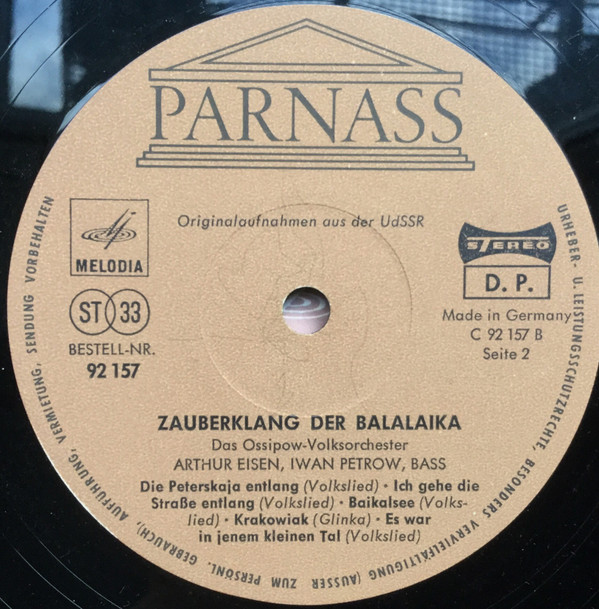 PARNASS
Originalaufnahmen aus der UdSSR
MELODIA
ST 33
BESTELL-NR.
92 157
STEREO
D. P.
Made in Germany
C 92 157 B
Seite 2
ZAUBERKLANG DER BALALAIKA
Das Ossipow-Volksorchester
ARTHUR EISEN, IWAN PETROW, BASS
Die Peterskaja entlang (Volkslied) · Ich gehe die
Straße entlang (Volkslied) · Baikalsee (Volks-
lied) · Krakowiak (Glinka) · Es war
in jenem kleinen Tal (Volkslied)
URHEBER- U. LEISTUNGSSCHUTZRECHTE, BESONDERS VERVIELFÄLTIGUNG (AUSSER ZUM PERSÖNL. GEBRAUCH), AUFFÜHRUNG, VERMIETUNG, SENDUNG VORBEHALTEN